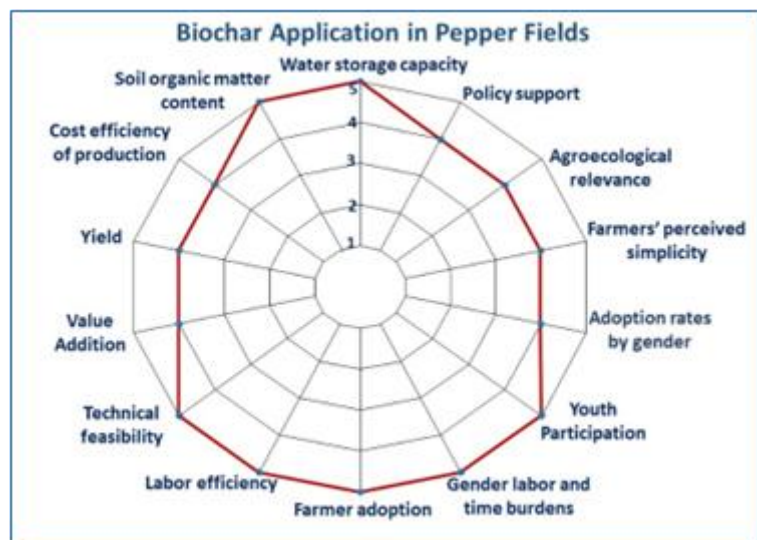 Biochar Application in Pepper Fields
Water storage capacity
Policy support
Agroecological
relevance
Farmers' perceived
simplicity
Adoption rates
by gender
Youth
Participation
Gender labor and
time burdens
Farmer adoption
Labor efficiency
Technical
feasibility
Value
Addition
Yield
Cost efficiency
of production
Soil organic matter
content
5
4
3
2
1